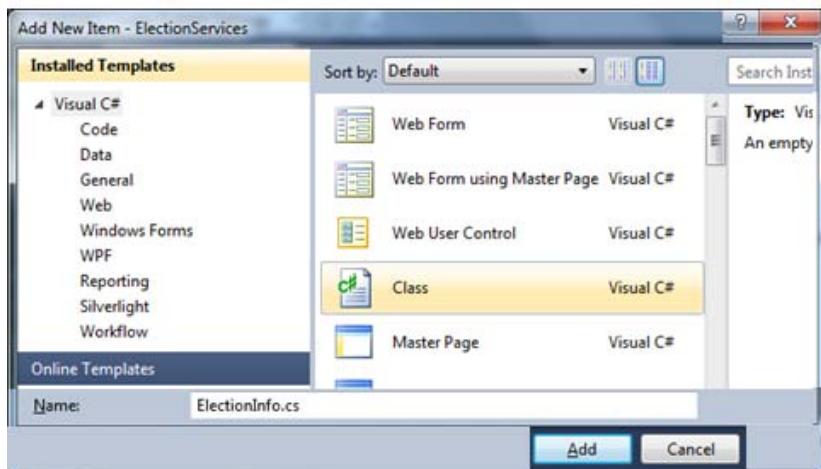 Add New Item - ElectionServices
Installed Templates
Visual C#
Code
Data
General
Web
Windows Forms
WPF
Reporting
Silverlight
Workflow
Online Templates
Sort by: Default
Web Form Visual C#
Web Form using Master Page Visual C#
Web User Control Visual C#
C# Class Visual C#
Master Page Visual C#
Search Inst
Type: Vis
An empty
Name: ElectionInfo.cs
Add Cancel